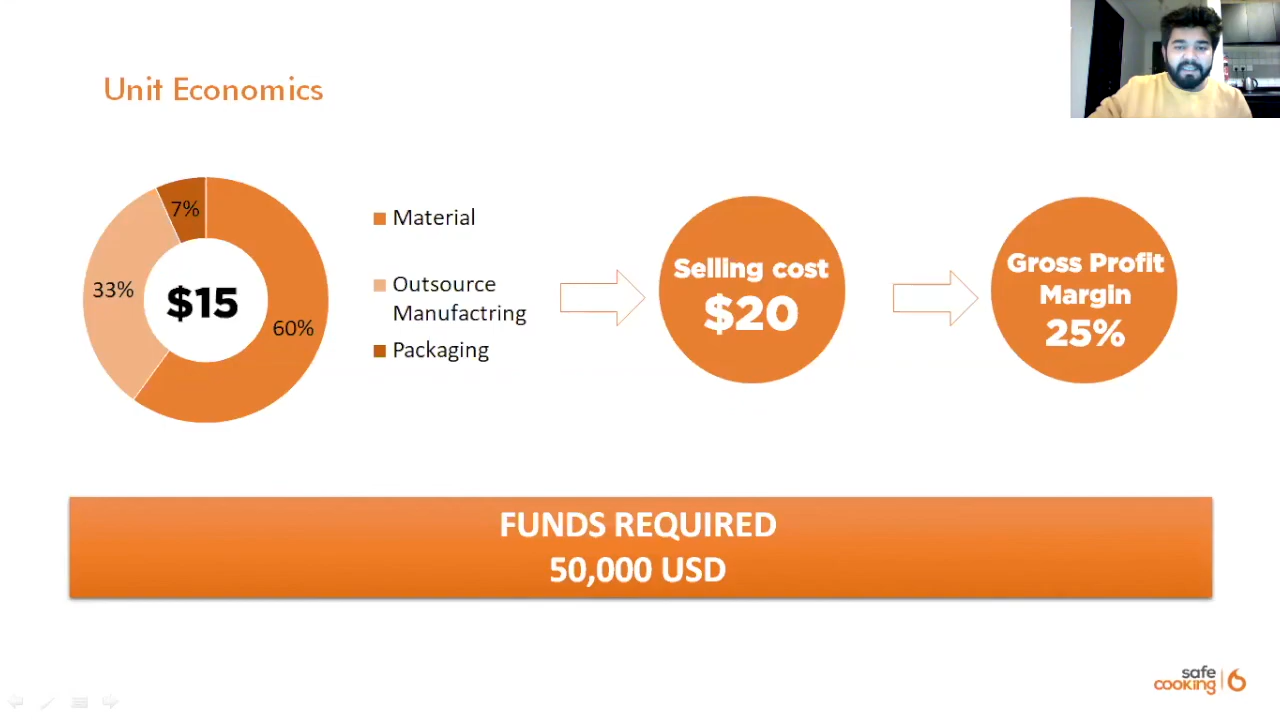 Unit Economics
7%
33%
$15
60%
Material
Outsource
Manufactring
Packaging
Selling cost
$20
Gross Profit
Margin
25%
FUNDS REQUIRED
50,000 USD
safe
cooking